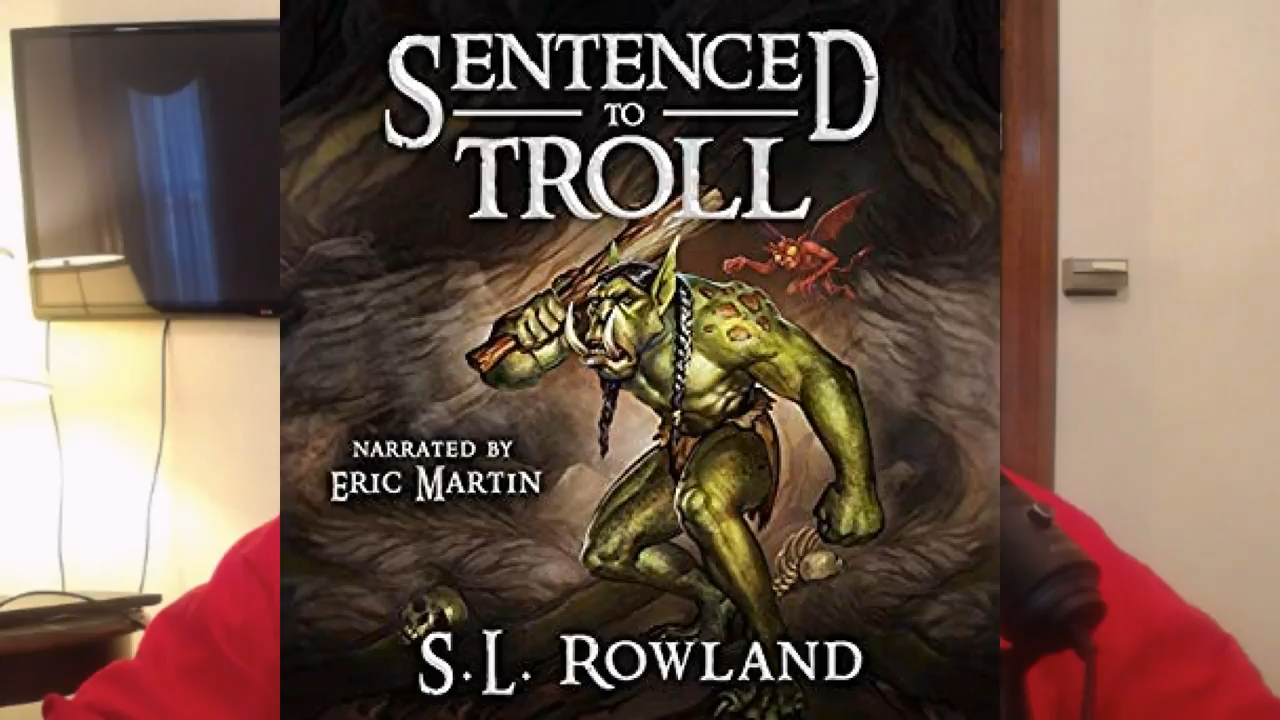 SENTENCED
TO
TROLL
NARRATED BY
ERIC MARTIN
S.L. ROWLAND